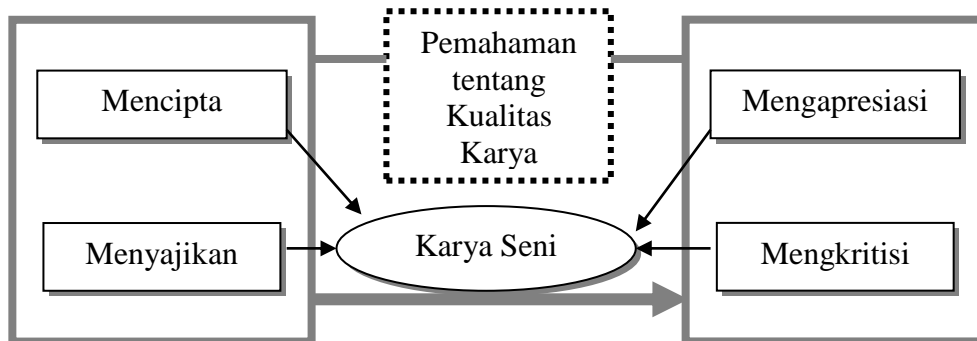 Pemahaman
tentang
Kualitas
Karya
Mencipta
Mengapresiasi
Menyajikan
Karya Seni
Mengkritisi